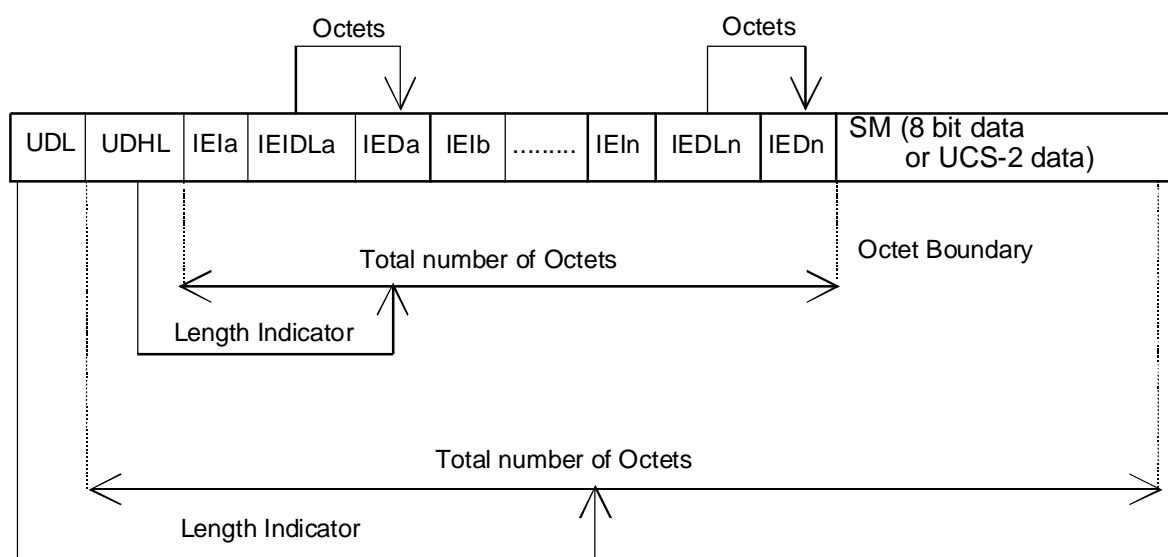 Octets
Octets
UDL UDHL IEIa IEIDLa IEDa IEIb ......... IEIn IEDLn IEDn SM (8 bit data
or UCS-2 data)
Octet Boundary
Total number of Octets
Length Indicator
Total number of Octets
Length Indicator